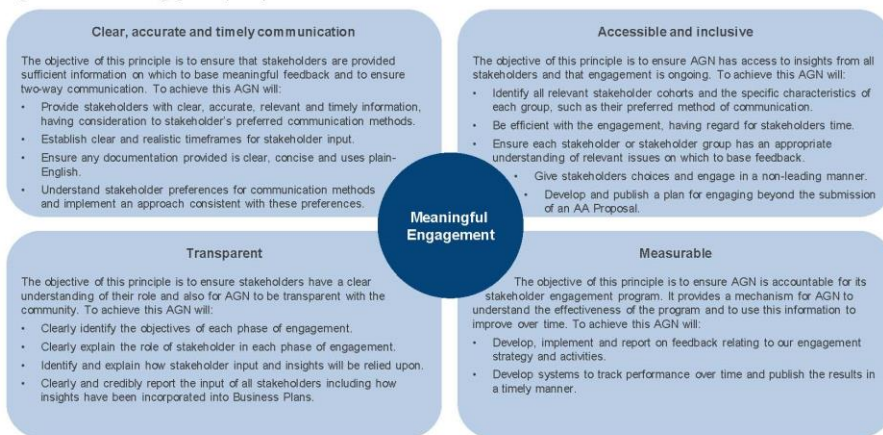 Clear, accurate and timely communication
The objective of this principle is to ensure that stakeholders are provided
sufficient information on which to base meaningful feedback and to ensure
two-way communication. To achieve this AGN will:
• Provide stakeholders with clear, accurate, relevant and timely information,
having consideration to stakeholder's preferred communication methods.
• Establish clear and realistic timeframes for stakeholder input.
• Ensure any documentation provided is clear, concise and uses plain-
English.
• Understand stakeholder preferences for communication methods
and implement an approach consistent with these preferences.
Accessible and inclusive
The objective of this principle is to ensure AGN has access to insights from all
stakeholders and that engagement is ongoing. To achieve this AGN will:
• Identify all relevant stakeholder cohorts and the specific characteristics of
each group, such as their preferred method of communication.
• Be efficient with the engagement, having regard for stakeholders time.
• Ensure each stakeholder or stakeholder group has an appropriate
understanding of relevant issues on which to base feedback.
• Give stakeholders choices and engage in a non-leading manner.
• Develop and publish a plan for engaging beyond the submission
of an AA Proposal.
Meaningful
Engagement
Transparent
The objective of this principle is to ensure stakeholders have a clear
understanding of their role and also for AGN to be transparent with the
community. To achieve this AGN will:
• Clearly identify the objectives of each phase of engagement.
• Clearly explain the role of stakeholder in each phase of engagement.
• Identify and explain how stakeholder input and insights will be relied upon.
• Clearly and credibly report the input of all stakeholders including how
insights have been incorporated into Business Plans.
Measurable
The objective of this principle is to ensure AGN is accountable for its
stakeholder engagement program. It provides a mechanism for AGN to
understand the effectiveness of the program and to use this information to
improve over time. To achieve this AGN will:
• Develop, implement and report on feedback relating to our engagement
strategy and activities.
• Develop systems to track performance over time and publish the results in
a timely manner.